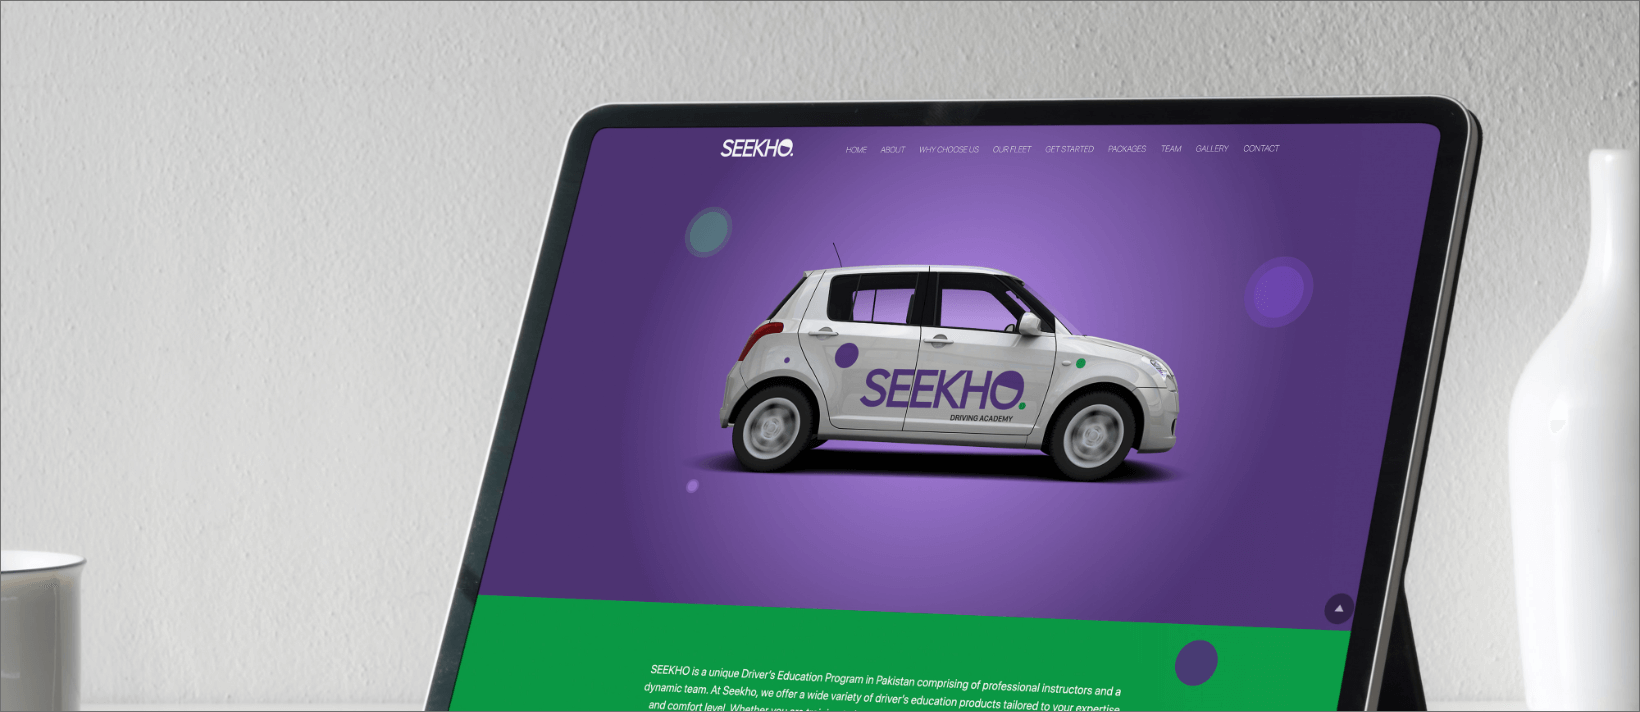 SEEKHO.
HOME ABOUT WHY CHOOSE US OUR FLEET GET STARTED PACKAGES TEAM GALLERY CONTACT
SEEKHO.
DRIVING ACADEMY
SEEKHO is a unique Driver's Education Program in Pakistan comprising of professional instructors and a
dynamic team. At Seekho, we offer a wide variety of driver's education products tailored to your expertise
and comfort level. Whether you are